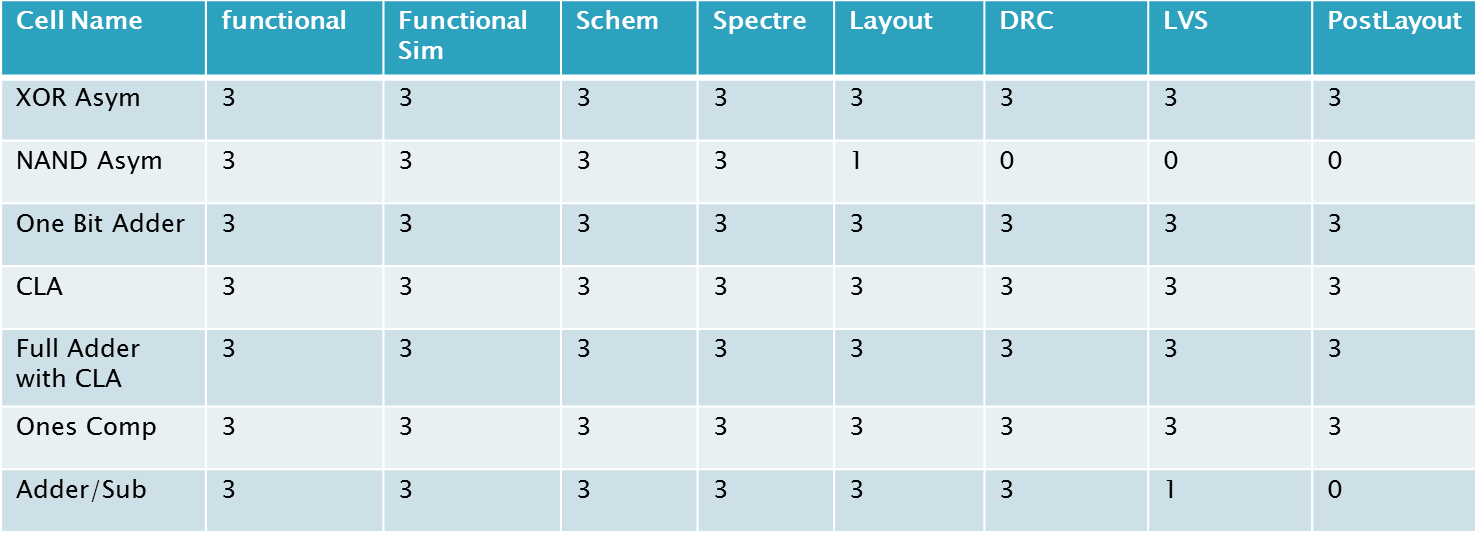 Cell Name functional Functional Sim Schem Spectre Layout DRC LVS PostLayout
XOR Asym 3 3 3 3 3 3 3 3
NAND Asym 3 3 3 3 1 0 0 0
One Bit Adder 3 3 3 3 3 3 3 3
CLA 3 3 3 3 3 3 3 3
Full Adder with CLA 3 3 3 3 3 3 3 3
Ones Comp 3 3 3 3 3 3 3 3
Adder/Sub 3 3 3 3 3 3 1 0